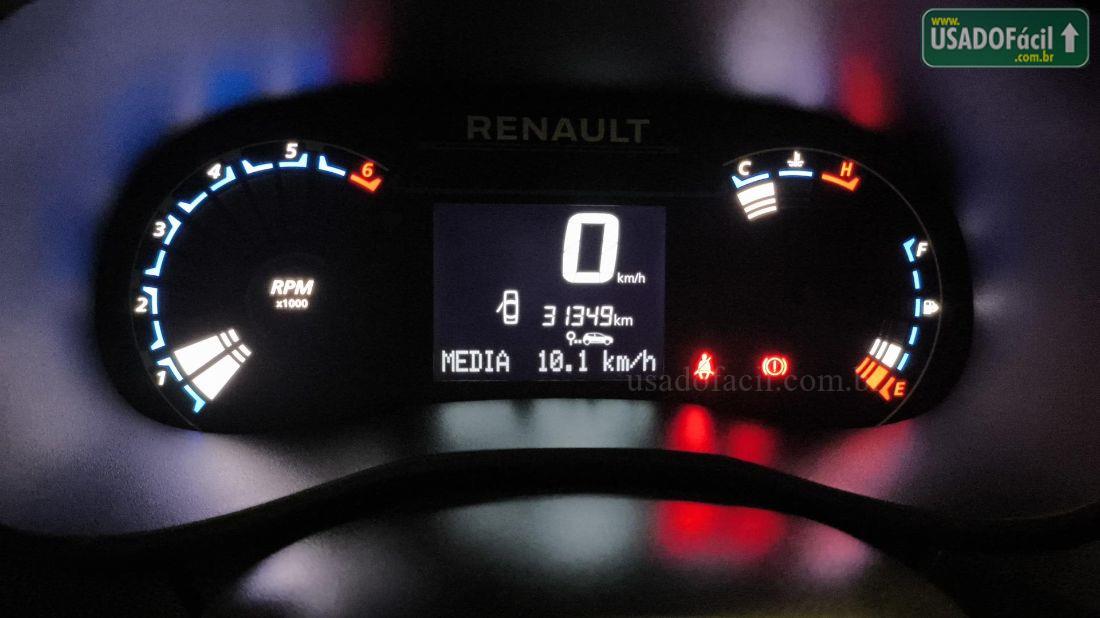 www.
USADOFácil
.com.br
RENAULT
1
2
3
4
5
6
RPM
x1000
0 km/h
31349 km
MEDIA 10.1 km/h
C
H
F
E
usadofacil.com.br